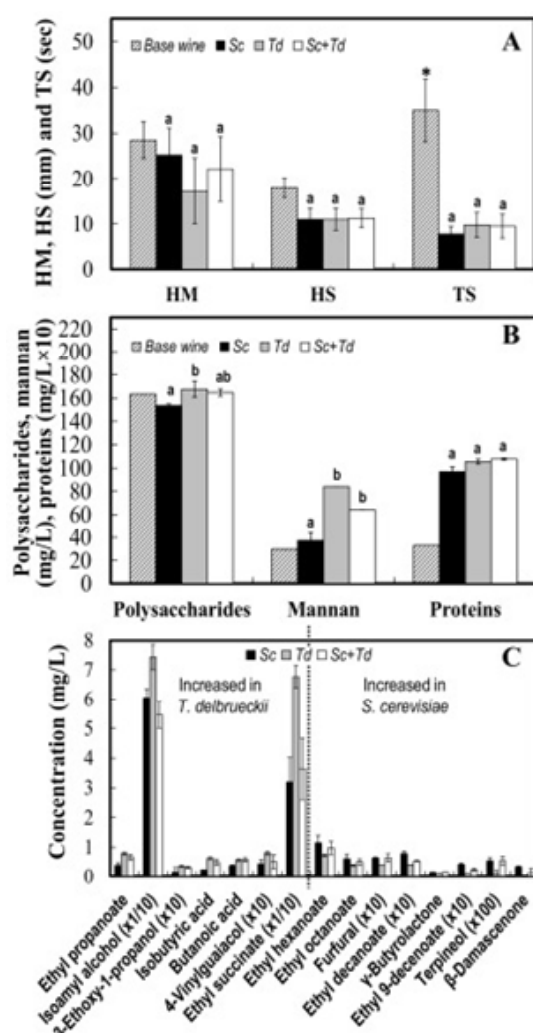 A
Base wine Sc Td Sc+Td
HM, HS (mm) and TS (sec)
50
40
30
20
10
0
a a a
a a a
* a a a
HM HS TS
B
Base wine Sc Td Sc+Td
Polysaccharides, mannan
(mg/L), proteins (mg/L×10)
220
200
180
160
140
120
100
80
60
40
20
0
a b ab
a b b
a a a
Polysaccharides Mannan Proteins
C
Sc Td Sc+Td
Increased in
T. delbrueckii
Increased in
S. cerevisiae
Concentration (mg/L)
8
7
6
5
4
3
2
1
0
Ethyl propanoate
Isoamyl alcohol (x1/10)
3-Ethoxy-1-propanol (x10)
Isobutyric acid
Butanoic acid
4-Vinylguaiacol (x10)
Ethyl succinate (x1/10)
Ethyl hexanoate
Ethyl octanoate
Furfural (x10)
Ethyl decanoate (x10)
γ-Butyrolactone
Ethyl 9-decenoate (x10)
Terpineol (x100)
β-Damascenone